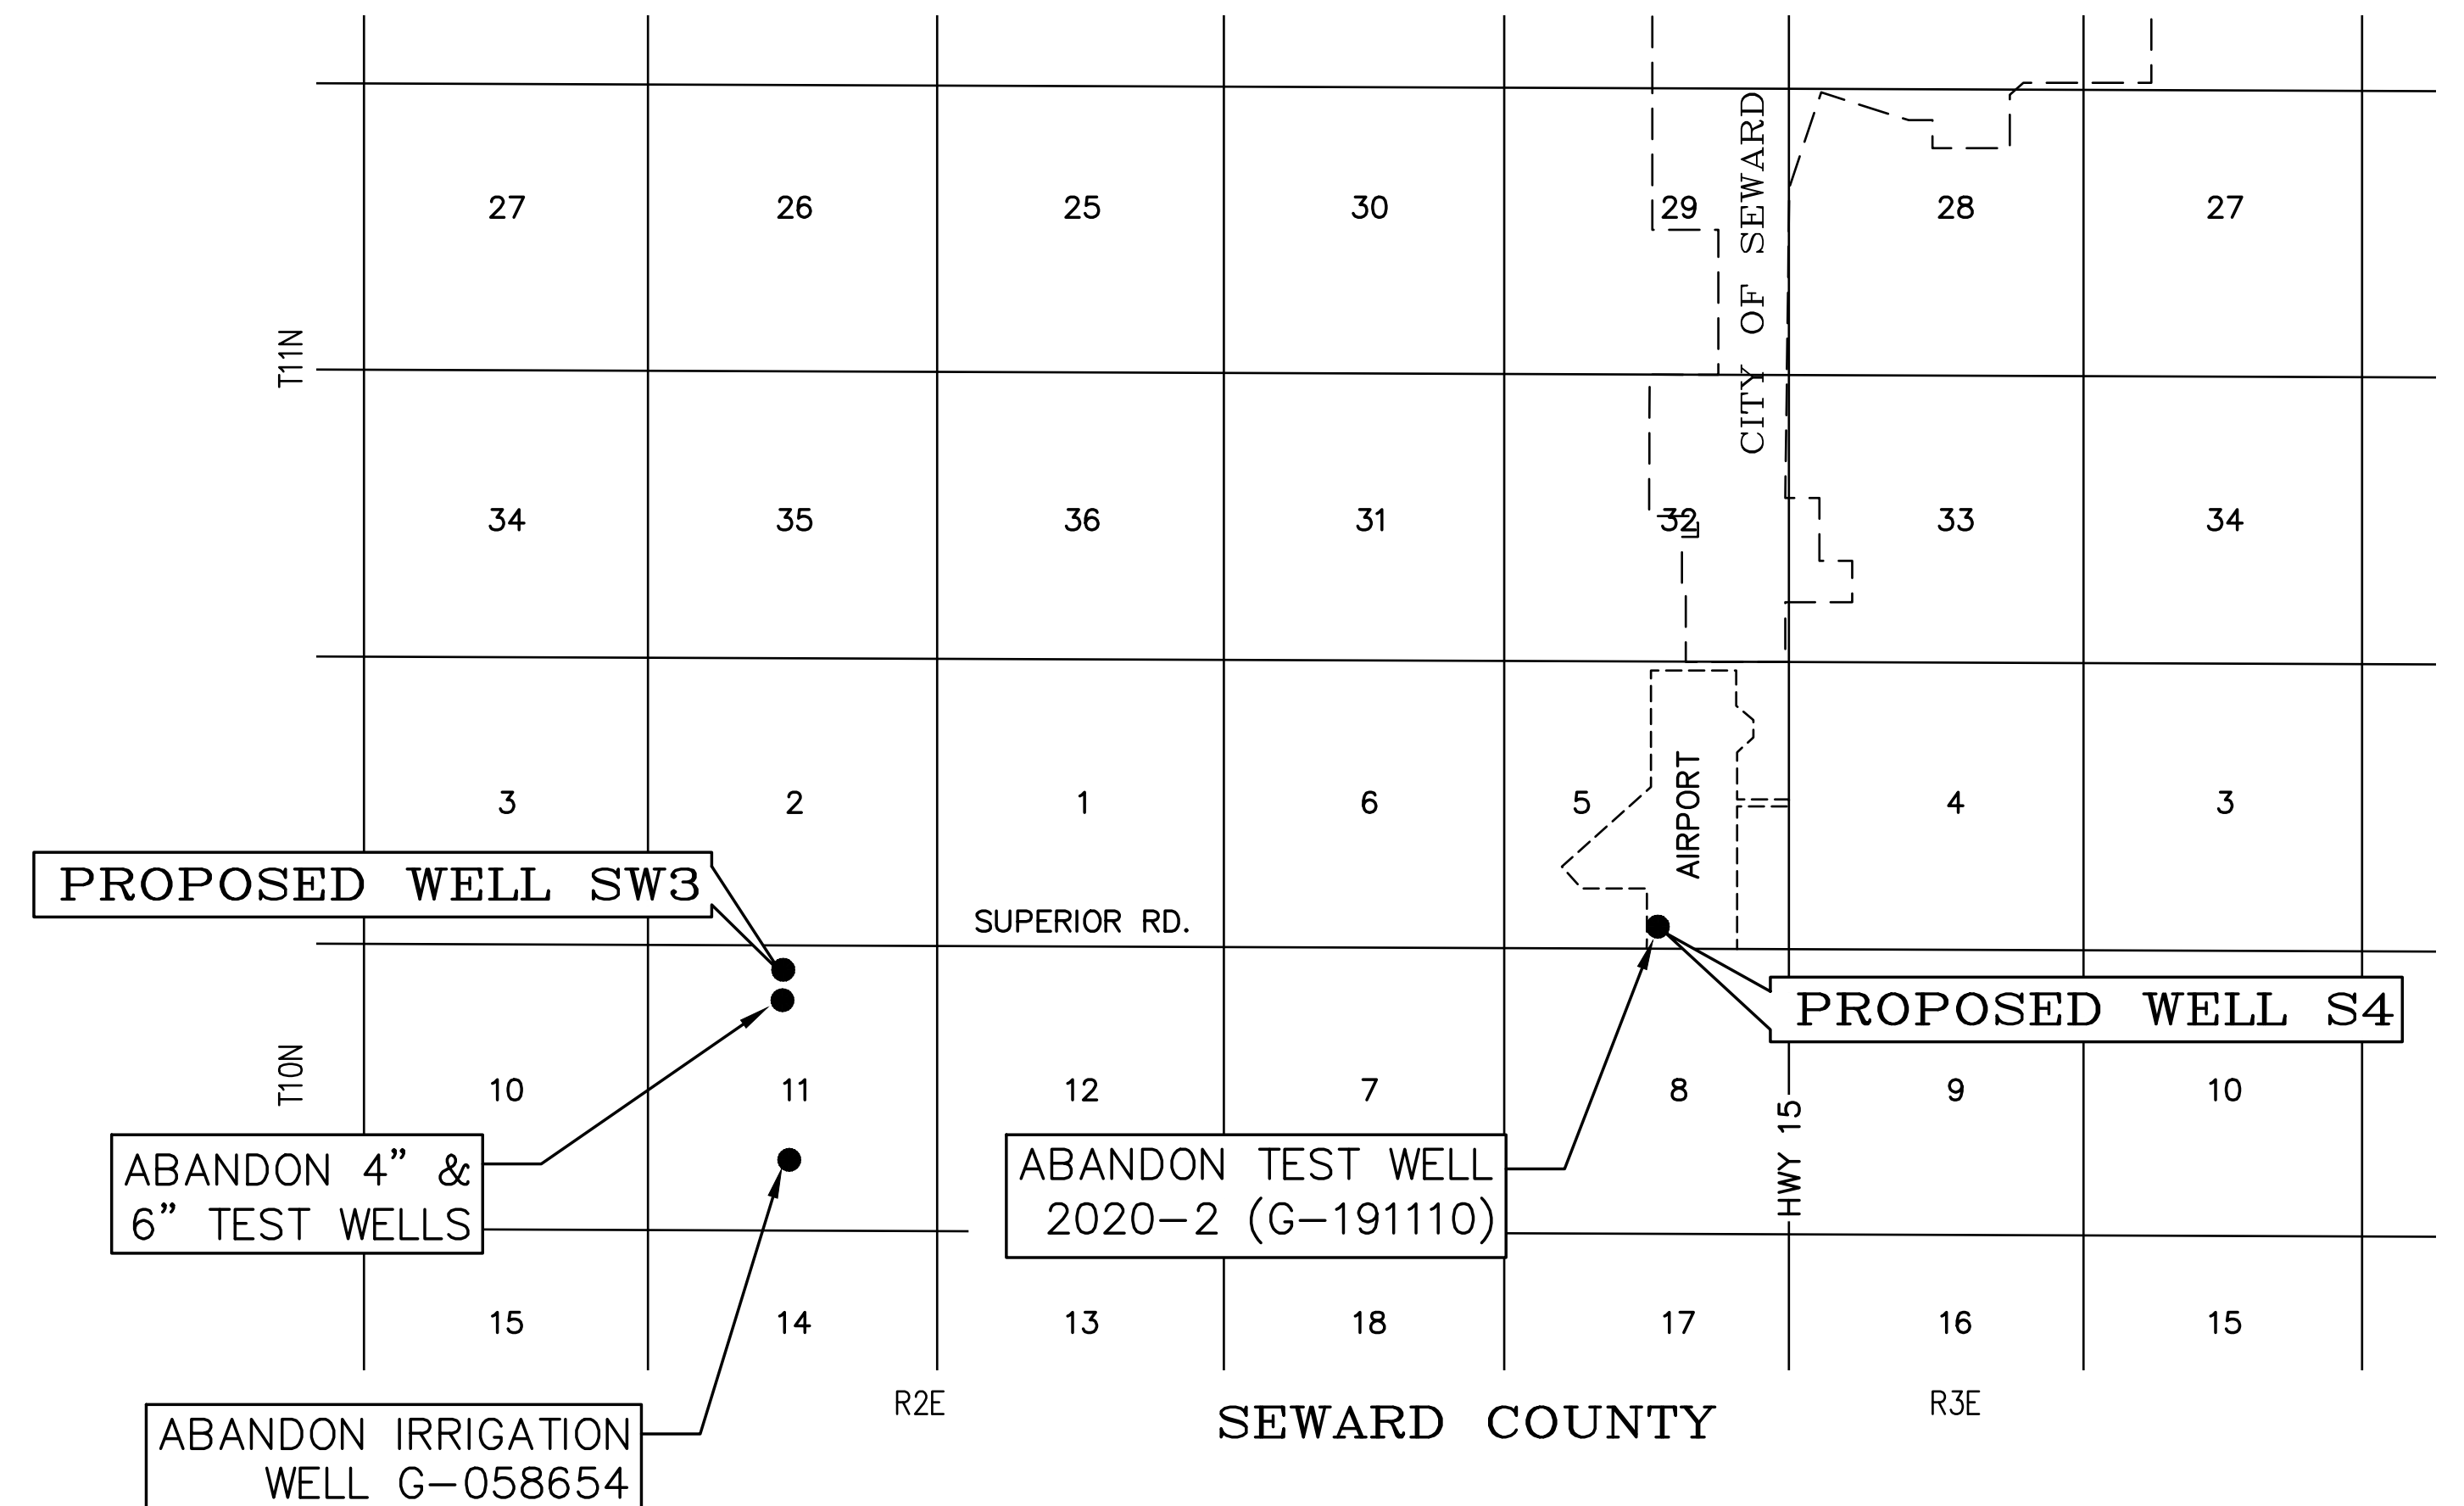 CITY OF SEWARD
27
26
25
30
29
28
27
T11N
34
35
36
31
32
33
34
3
2
1
6
5
AIRPORT
4
3
PROPOSED WELL SW3
SUPERIOR RD.
PROPOSED WELL S4
T10N
10
11
12
7
8
9
10
HWY 15
ABANDON 4" &
6" TEST WELLS
ABANDON TEST WELL
2020-2 (G-191110)
15
14
13
18
17
16
15
R2E
SEWARD COUNTY
R3E
ABANDON IRRIGATION
WELL G-058654